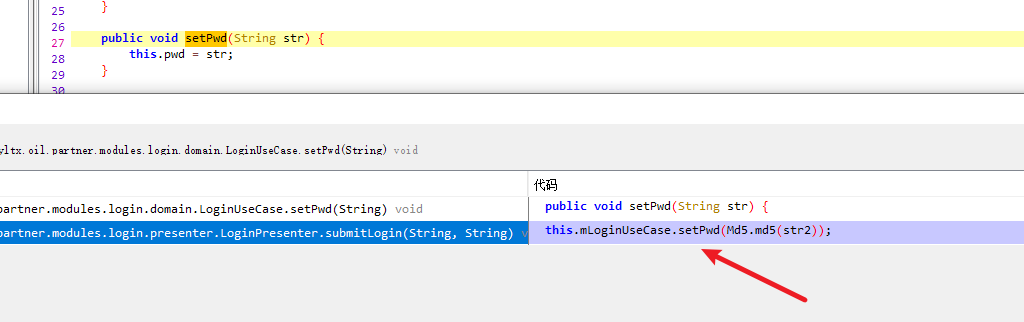 25 }
26
27 public void setPwd(String str) {
28 this.pwd = str;
29 }
30
yltx.oil.partner.modules.login.domain.LoginUseCase.setPwd(String) void
代码
partner.modules.login.domain.LoginUseCase.setPwd(String) void
public void setPwd(String str) {
partner.modules.login.presenter.LoginPresenter.submitLogin(String, String) v
this.mLoginUseCase.setPwd(Md5.md5(str2));